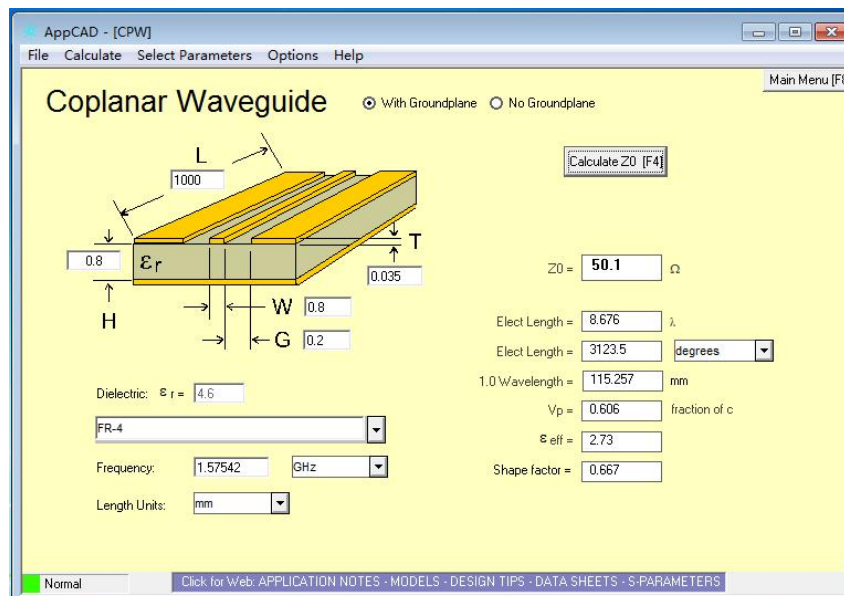 AppCAD - [CPW]
File Calculate Select Parameters Options Help
Main Menu [F8
Coplanar Waveguide
With Groundplane No Groundplane
Calculate Z0 [F4]
L
1000
0.8
εr
T
0.035
H
W 0.8
G 0.2
Z0 = 50.1 Ω
Elect Length = 8.676 λ
Elect Length = 3123.5 degrees
1.0 Wavelength = 115.257 mm
Vp = 0.606 fraction of c
ε eff = 2.73
Shape factor = 0.667
Dielectric: ε r = 4.6
FR-4
Frequency: 1.57542 GHz
Length Units: mm
Normal
Click for Web: APPLICATION NOTES - MODELS - DESIGN TIPS - DATA SHEETS - S-PARAMETERS